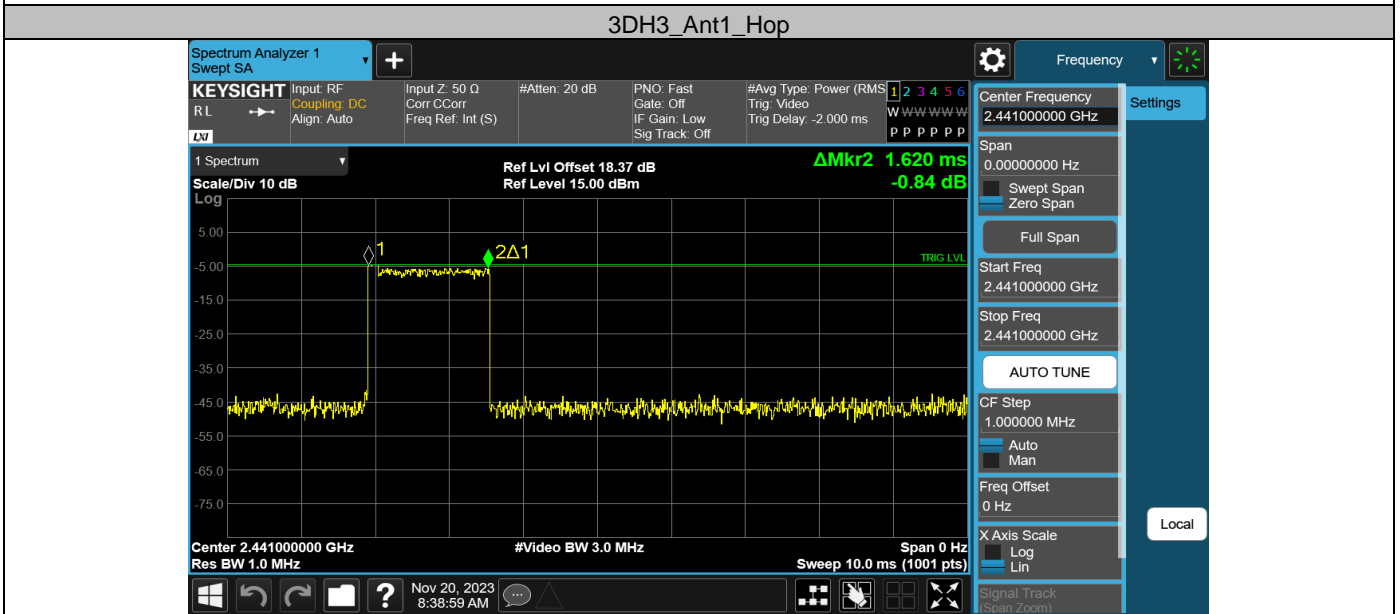 3DH3_Ant1_Hop
Spectrum Analyzer 1
Swept SA
Frequency
KEYSIGHT
RL
LXI
Input: RF
Coupling: DC
Align: Auto
Input Z: 50 Ω
Corr CCorr
Freq Ref: Int (S)
#Atten: 20 dB
PNO: Fast
Gate: Off
IF Gain: Low
Sig Track: Off
#Avg Type: Power (RMS
Trig: Video
Trig Delay: -2.000 ms
1 2 3 4 5 6
W W W W W W
P P P P P P
1 Spectrum
Scale/Div 10 dB
Log
Ref Lvl Offset 18.37 dB
Ref Level 15.00 dBm
ΔMkr2 1.620 ms
-0.84 dB
5.00
-5.00
-15.0
-25.0
-35.0
-45.0
-55.0
-65.0
-75.0
1
2Δ1
TRIG LVL
Center 2.441000000 GHz
Res BW 1.0 MHz
#Video BW 3.0 MHz
Span 0 Hz
Sweep 10.0 ms (1001 pts)
Center Frequency
2.441000000 GHz
Settings
Span
0.00000000 Hz
Swept Span
Zero Span
Full Span
Start Freq
2.441000000 GHz
Stop Freq
2.441000000 GHz
AUTO TUNE
CF Step
1.000000 MHz
Auto
Man
Freq Offset
0 Hz
X Axis Scale
Log
Lin
Local
Signal Track
(Span Zoom)
?
Nov 20, 2023
8:38:59 AM